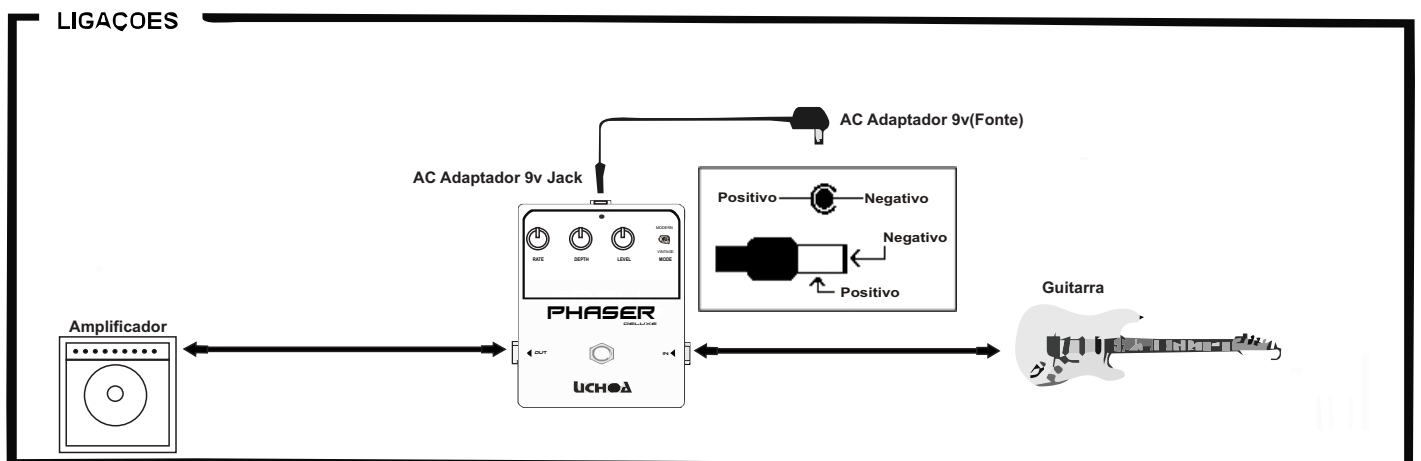 LIGAÇOES
AC Adaptador 9v(Fonte)
AC Adaptador 9v Jack
Positivo
Negativo
Negativo
Positivo
MODERN
VINTAGE
RATE
DEPTH
LEVEL
MODE
PHASER
DELUXE
OUT
IN
UCHOA
Amplificador
Guitarra